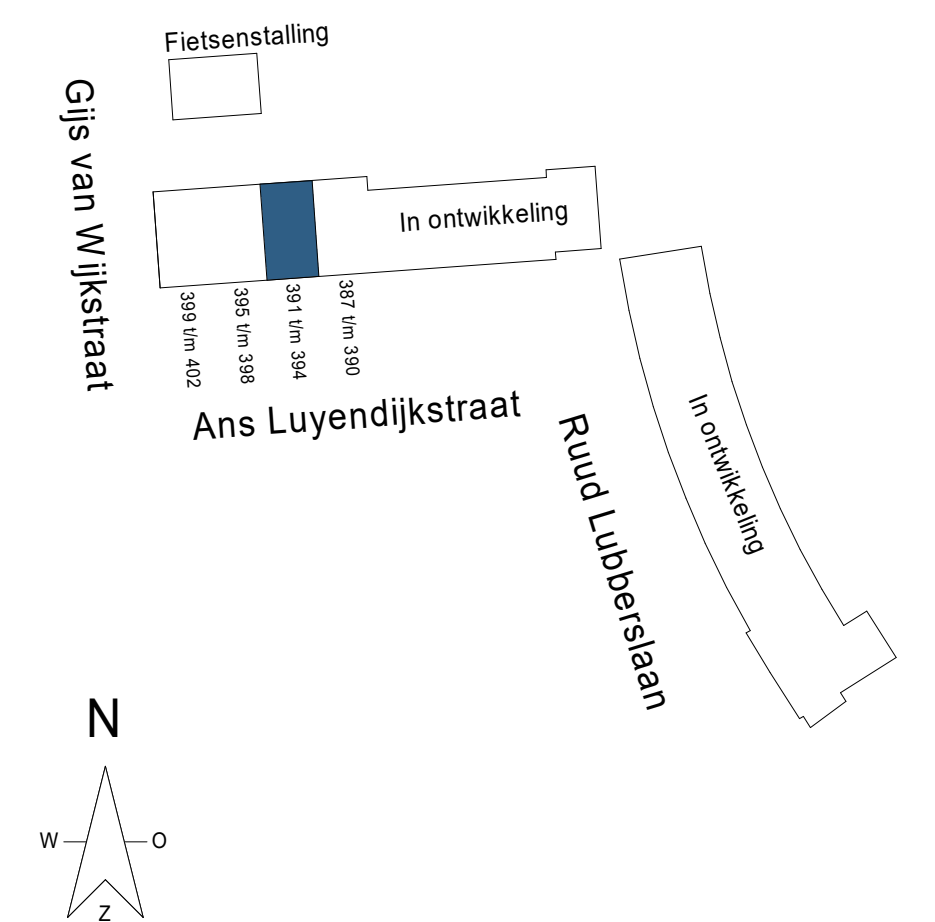 Fietsenstalling
Gijs van Wijkstraat
In ontwikkeling
399 t/m 402
395 t/m 398
391 t/m 394
387 t/m 390
Ans Luyendijkstraat
Ruud Lubberslaan
In ontwikkeling
N
W
O
Z